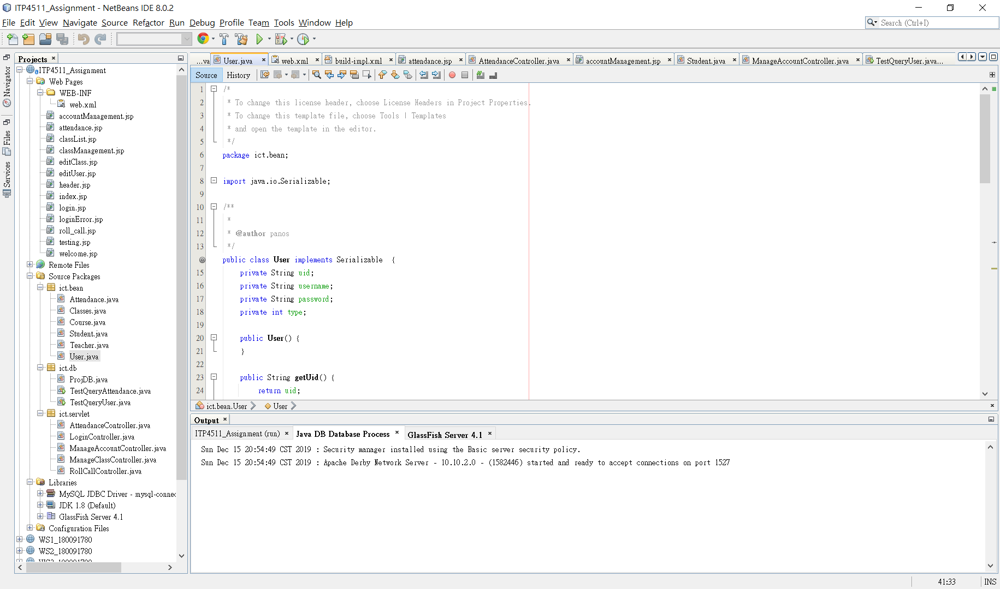 ITP4511_Assignment - NetBeans IDE 8.0.2
File Edit View Navigate Source Refactor Run Debug Profile Team Tools Window Help
Search (Ctrl+I)
Navigator
Files
Services
Projects
ITP4511_Assignment
Web Pages
WEB-INF
web.xml
accountManagement.jsp
attendance.jsp
classList.jsp
classManagement.jsp
editClass.jsp
editUser.jsp
header.jsp
index.jsp
login.jsp
loginError.jsp
roll_call.jsp
testing.jsp
welcome.jsp
Remote Files
Source Packages
ict.bean
Attendance.java
Classes.java
Course.java
Student.java
Teacher.java
User.java
ict.db
ProjDB.java
TestQueryAttendance.java
TestQueryUser.java
ict.servlet
AttendanceController.java
LoginController.java
ManageAccountController.java
ManageClassController.java
RollCallController.java
Libraries
MySQL JDBC Driver - mysql-connec
JDK 1.8 (Default)
GlassFish Server 4.1
Configuration Files
WS1_180091780
WS2_180091780
...va User.java web.xml build-impl.xml attendance.jsp AttendanceController.java accountManagement.jsp Student.java ManageAccountController.java TestQueryUser.java...
Source History
1 /*
2 * To change this license header, choose License Headers in Project Properties.
3 * To change this template file, choose Tools | Templates
4 * and open the template in the editor.
5 */
6 package ict.bean;
7
8 import java.io.Serializable;
9
10 /**
11 *
12 * @author panos
13 */
public class User implements Serializable {
15 private String uid;
16 private String username;
17 private String password;
18 private int type;
19
20 public User() {
21 }
22
23 public String getUid() {
24 return uid;
ict.bean.User User
Output
ITP4511_Assignment (run) Java DB Database Process GlassFish Server 4.1
Sun Dec 15 20:54:49 CST 2019 : Security manager installed using the Basic server security policy.
Sun Dec 15 20:54:49 CST 2019 : Apache Derby Network Server - 10.10.2.0 - (1582446) started and ready to accept connections on port 1527
41:33 INS